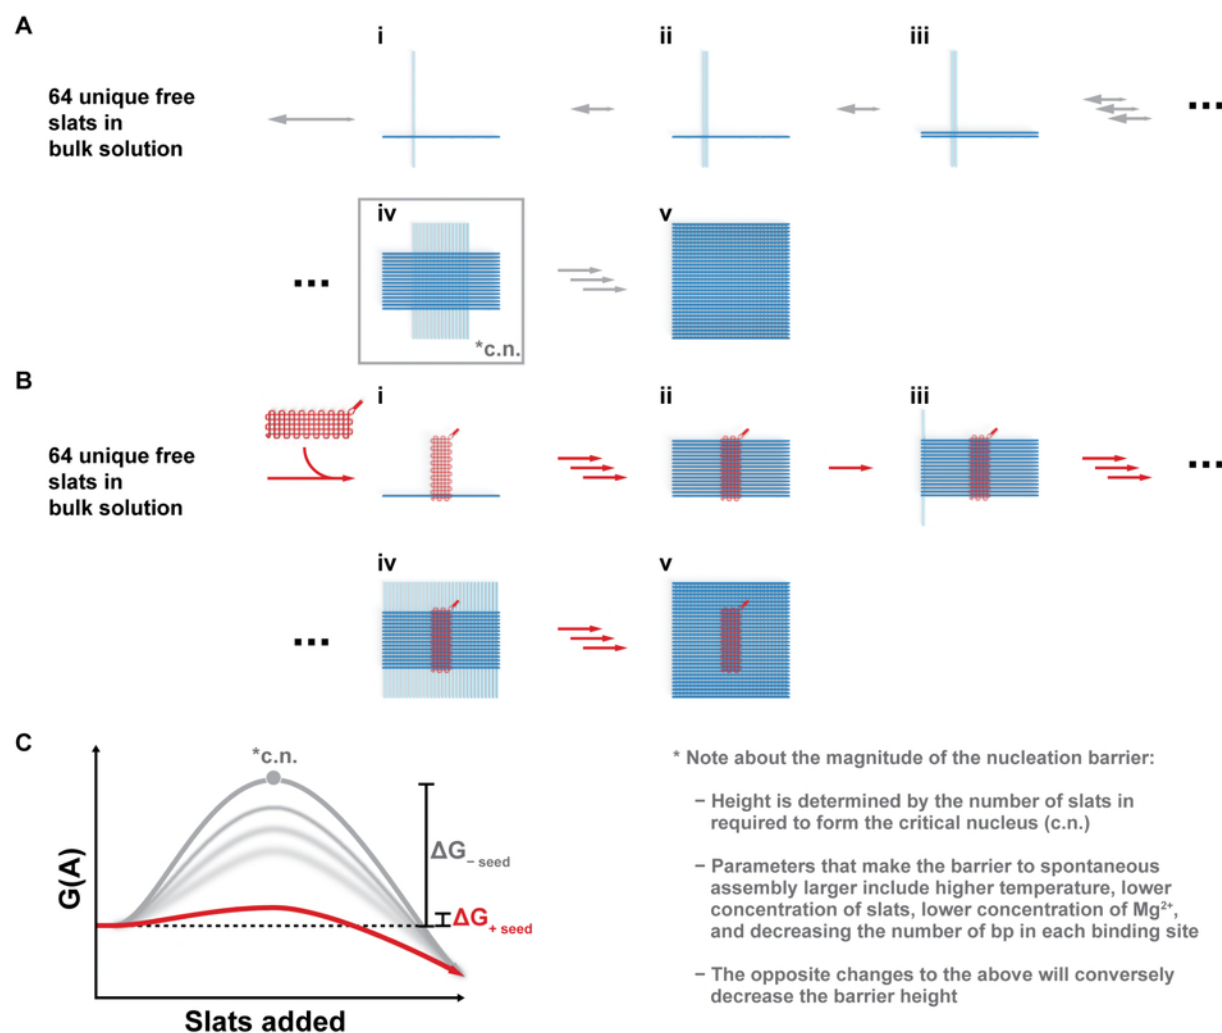 A
i
ii
iii
64 unique free
slats in
bulk solution
...
...
iv
*c.n.
v
B
64 unique free
slats in
bulk solution
i
ii
iii
...
...
iv
v
C
*c.n.
G(A)
ΔG– seed
ΔG+ seed
Slats added
* Note about the magnitude of the nucleation barrier:
– Height is determined by the number of slats in
required to form the critical nucleus (c.n.)
– Parameters that make the barrier to spontaneous
assembly larger include higher temperature, lower
concentration of slats, lower concentration of Mg²⁺,
and decreasing the number of bp in each binding site
– The opposite changes to the above will conversely
decrease the barrier height